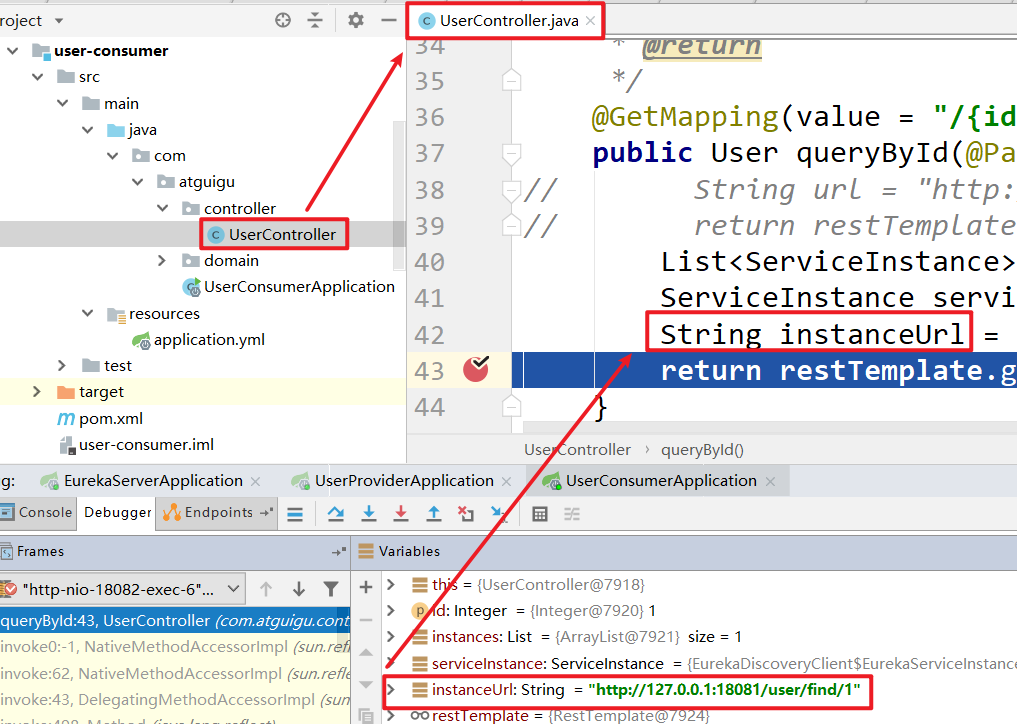 roject
user-consumer
src
main
java
com
atguigu
controller
UserController
domain
UserConsumerApplication
resources
application.yml
test
target
pom.xml
user-consumer.iml
UserController.java
34 * @return
35 */
36 @GetMapping(value = "/{id
37 public User queryById(@Pa
38 // String url = "http:
39 // return restTemplate
40 List<ServiceInstance>
41 ServiceInstance servi
42 String instanceUrl =
43 return restTemplate.g
44 }
UserController › queryById()
g: EurekaServerApplication UserProviderApplication UserConsumerApplication
Console Debugger Endpoints
Frames
"http-nio-18082-exec-6"...
queryById:43, UserController (com.atguigu.cont
invoke0:-1, NativeMethodAccessorImpl (sun.refle
invoke:62, NativeMethodAccessorImpl (sun.refle
invoke:43, DelegatingMethodAccessorImpl (sun
invoke:498, Method (java.lang.reflect)
Variables
this = {UserController@7918}
id: Integer = {Integer@7920} 1
instances: List = {ArrayList@7921} size = 1
serviceInstance: ServiceInstance = {EurekaDiscoveryClient$EurekaServiceInstance
instanceUrl: String = "http://127.0.0.1:18081/user/find/1"
restTemplate = {RestTemplate@7924}